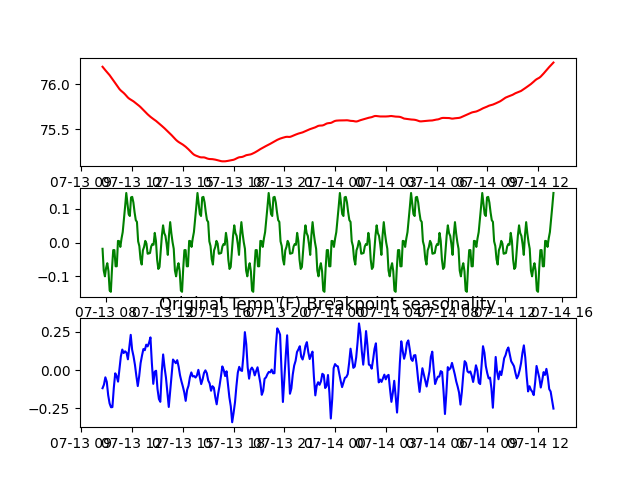 76.0
75.5
07-13 09 07-13 12 07-13 15 07-13 18 07-13 21 07-14 00 07-14 03 07-14 06 07-14 09 07-14 12
0.1
0.0
−0.1
07-13 08 07-13 12 07-13 16 07-13 20 07-14 00 07-14 04 07-14 08 07-14 12 07-14 16
Original Temp (F) Breakpoint seasonality
0.25
0.00
−0.25
07-13 09 07-13 12 07-13 15 07-13 18 07-13 21 07-14 00 07-14 03 07-14 06 07-14 09 07-14 12